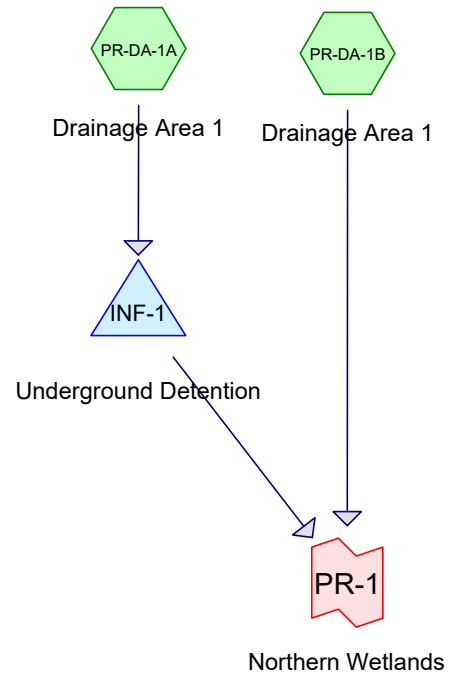 PR-DA-1A
PR-DA-1B
Drainage Area 1
Drainage Area 1
INF-1
Underground Detention
PR-1
Northern Wetlands